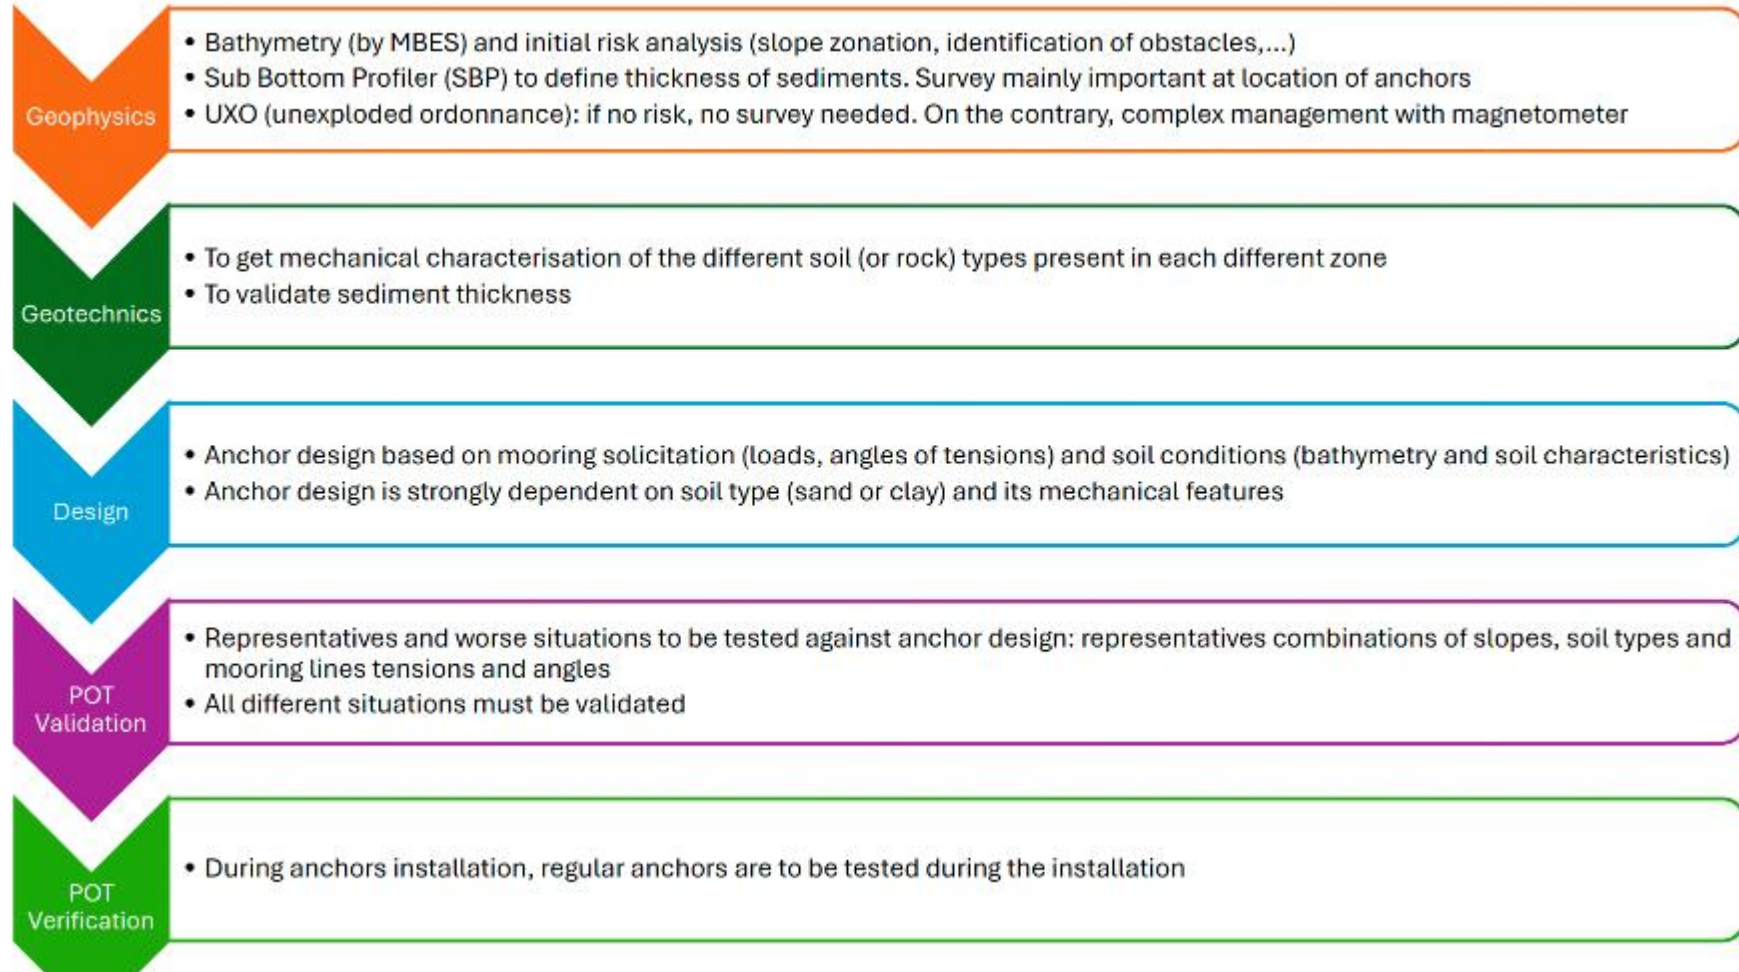 Geophysics
• Bathymetry (by MBES) and initial risk analysis (slope zonation, identification of obstacles,...)
• Sub Bottom Profiler (SBP) to define thickness of sediments. Survey mainly important at location of anchors
• UXO (unexploded ordonnance): if no risk, no survey needed. On the contrary, complex management with magnetometer
Geotechnics
• To get mechanical characterisation of the different soil (or rock) types present in each different zone
• To validate sediment thickness
Design
• Anchor design based on mooring solicitation (loads, angles of tensions) and soil conditions (bathymetry and soil characteristics)
• Anchor design is strongly dependent on soil type (sand or clay) and its mechanical features
POT
Validation
• Representatives and worse situations to be tested against anchor design: representatives combinations of slopes, soil types and
mooring lines tensions and angles
• All different situations must be validated
POT
Verification
• During anchors installation, regular anchors are to be tested during the installation